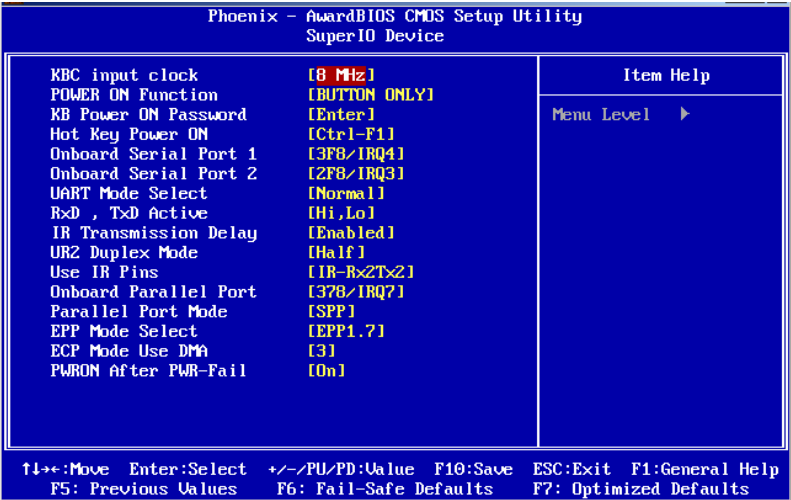 Phoenix - AwardBIOS CMOS Setup Utility
SuperIO Device
KBC input clock [8 MHz] Item Help
POWER ON Function [BUTTON ONLY]
KB Power ON Password [Enter] Menu Level ▶
Hot Key Power ON [Ctrl-F1]
Onboard Serial Port 1 [3F8/IRQ4]
Onboard Serial Port 2 [2F8/IRQ3]
UART Mode Select [Normal]
RxD , TxD Active [Hi,Lo]
IR Transmission Delay [Enabled]
UR2 Duplex Mode [Half]
Use IR Pins [IR-Rx2Tx2]
Onboard Parallel Port [378/IRQ7]
Parallel Port Mode [SPP]
EPP Mode Select [EPP1.7]
ECP Mode Use DMA [3]
PWRON After PWR-Fail [On]
↑↓→←:Move Enter:Select +/-/PU/PD:Value F10:Save ESC:Exit F1:General Help
F5: Previous Values F6: Fail-Safe Defaults F7: Optimized Defaults